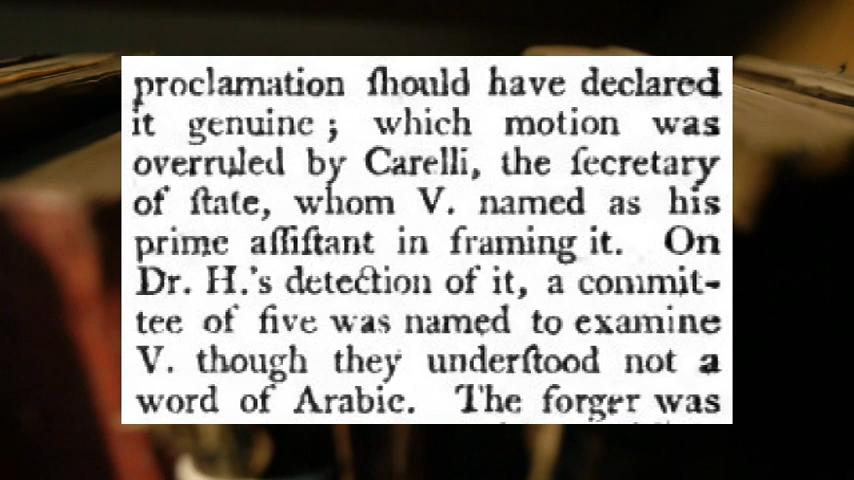 proclamation ſhould have declared
it genuine; which motion was
overruled by Carelli, the ſecretary
of ſtate, whom V. named as his
prime aſſiſtant in framing it. On
Dr. H.'s detection of it, a commit-
tee of five was named to examine
V. though they underſtood not a
word of Arabic. The forger was